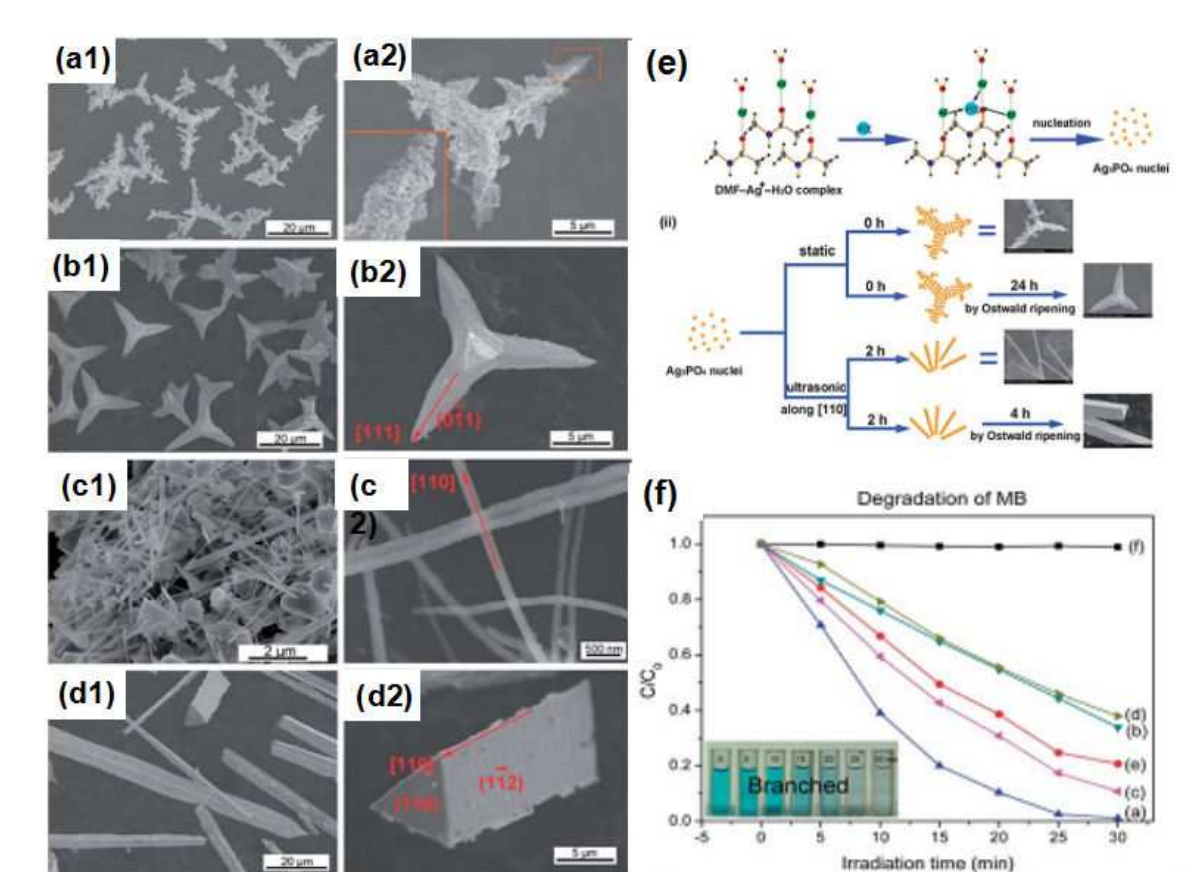 (a1)
20 μm
(a2)
5 μm
(b1)
20 μm
(b2)
[111]
(0-11)
5 μm
(c1)
2 μm
(c
2)
[110]
500 nm
(d1)
20 μm
(d2)
[110]
(1-12)
5 μm
(e)
DMF–Ag⁺–H₂O complex
nucleation
Ag₃PO₄ nuclei
(ii)
Ag₃PO₄ nuclei
static
0 h
=
0 h
24 h
by Ostwald ripening
ultrasonic
along [110]
2 h
=
2 h
4 h
by Ostwald ripening
(f)
Degradation of MB
C/C₀
1.0
0.8
0.6
0.4
0.2
0.0
-5
0
5
10
15
20
25
30
Irradiation time (min)
(f)
(d)
(b)
(e)
(c)
(a)
Branched